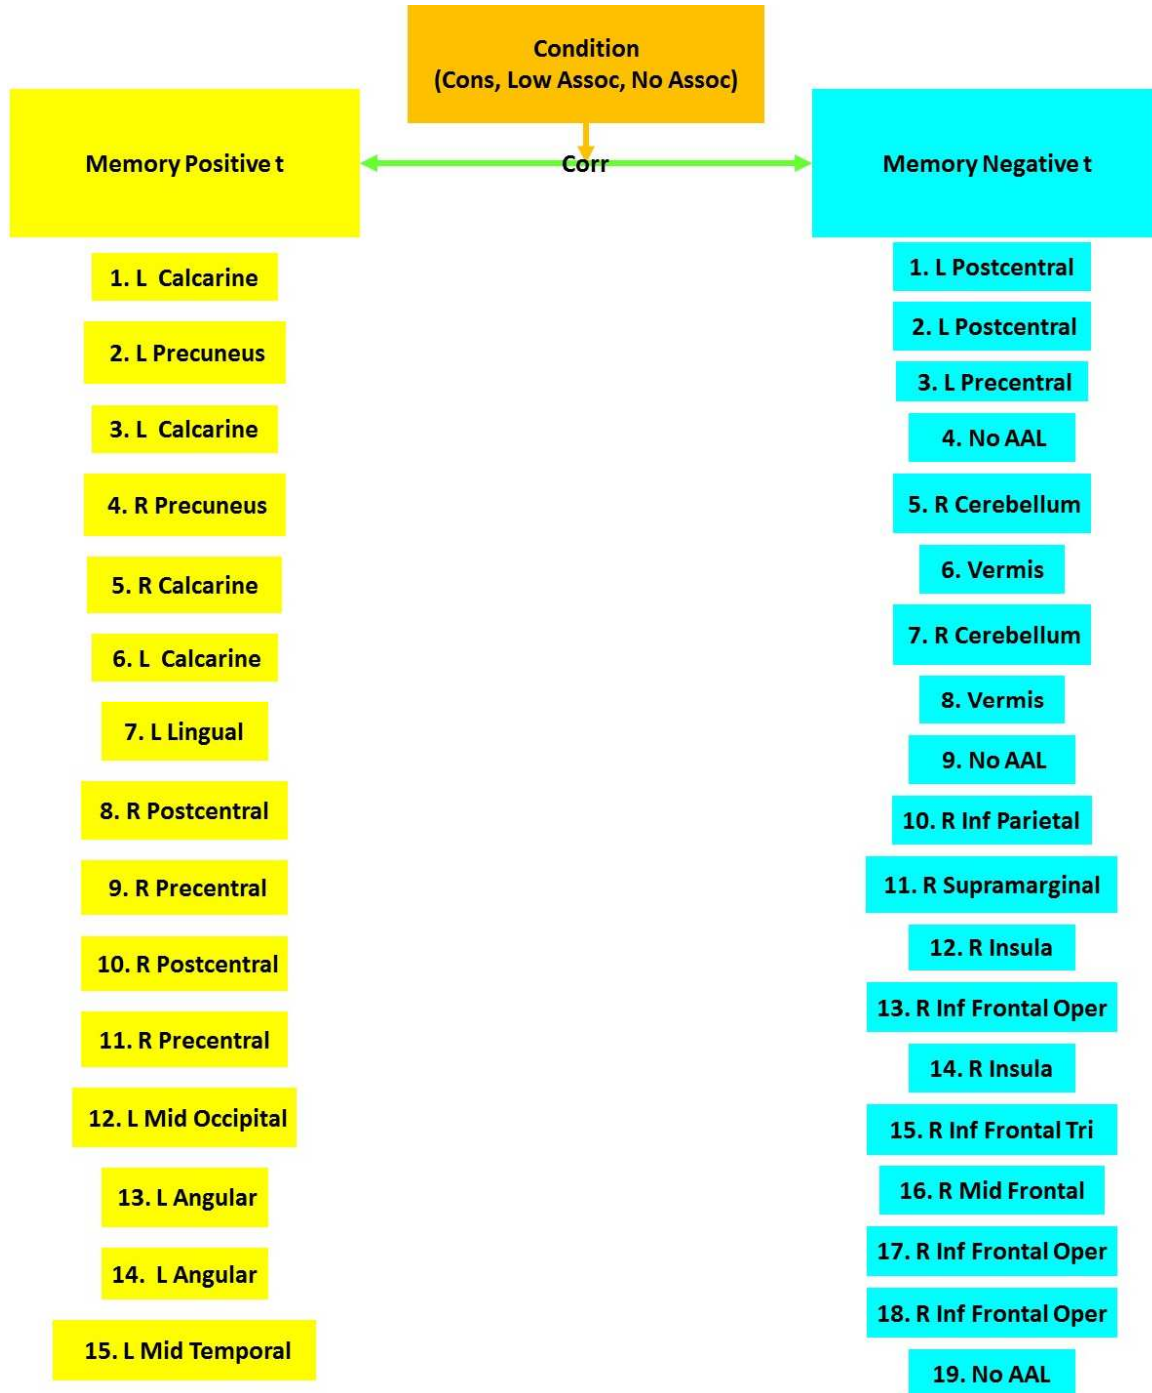 Condition
(Cons, Low Assoc, No Assoc)
Memory Positive t
Corr
Memory Negative t
1. L Calcarine
2. L Precuneus
3. L Calcarine
4. R Precuneus
5. R Calcarine
6. L Calcarine
7. L Lingual
8. R Postcentral
9. R Precentral
10. R Postcentral
11. R Precentral
12. L Mid Occipital
13. L Angular
14. L Angular
15. L Mid Temporal
1. L Postcentral
2. L Postcentral
3. L Precentral
4. No AAL
5. R Cerebellum
6. Vermis
7. R Cerebellum
8. Vermis
9. No AAL
10. R Inf Parietal
11. R Supramarginal
12. R Insula
13. R Inf Frontal Oper
14. R Insula
15. R Inf Frontal Tri
16. R Mid Frontal
17. R Inf Frontal Oper
18. R Inf Frontal Oper
19. No AAL